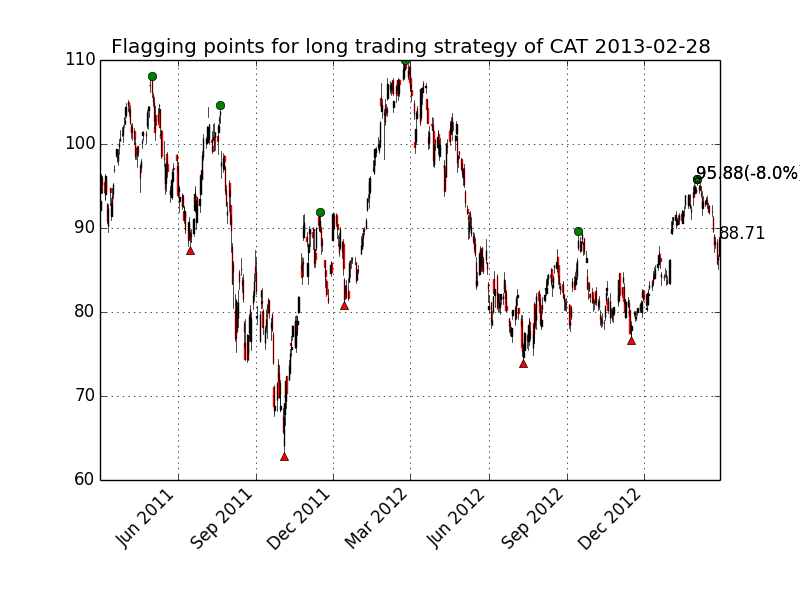 Flagging points for long trading strategy of CAT 2013-02-28
110
100
90
80
70
60
95.88(-8.0%)
88.71
Jun 2011
Sep 2011
Dec 2011
Mar 2012
Jun 2012
Sep 2012
Dec 2012